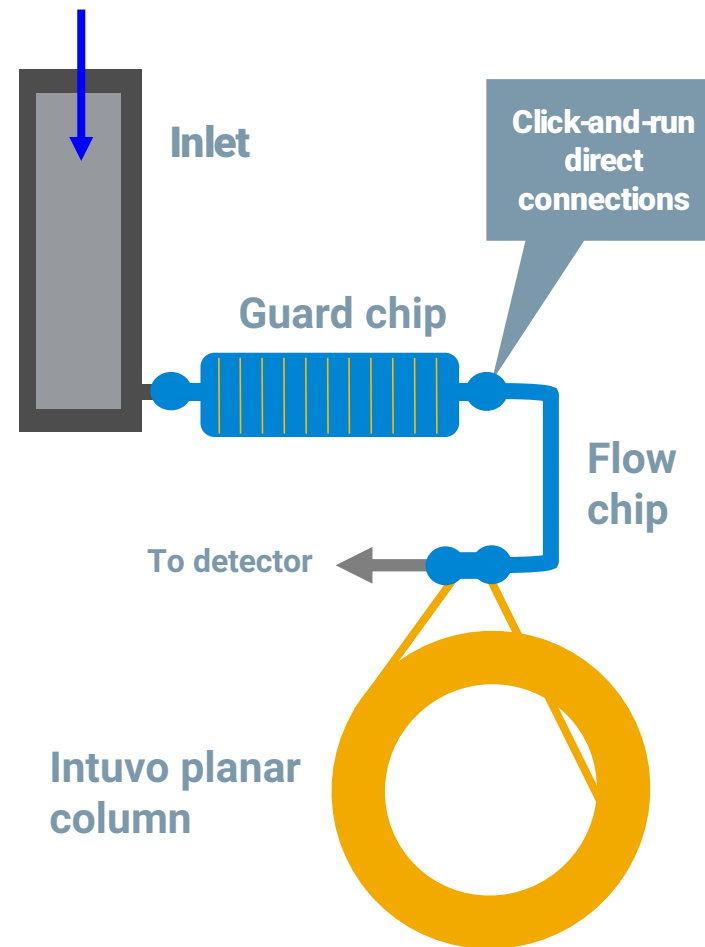 Inlet
Click-and-run
direct
connections
Guard chip
Flow
chip
To detector
Intuvo planar
column